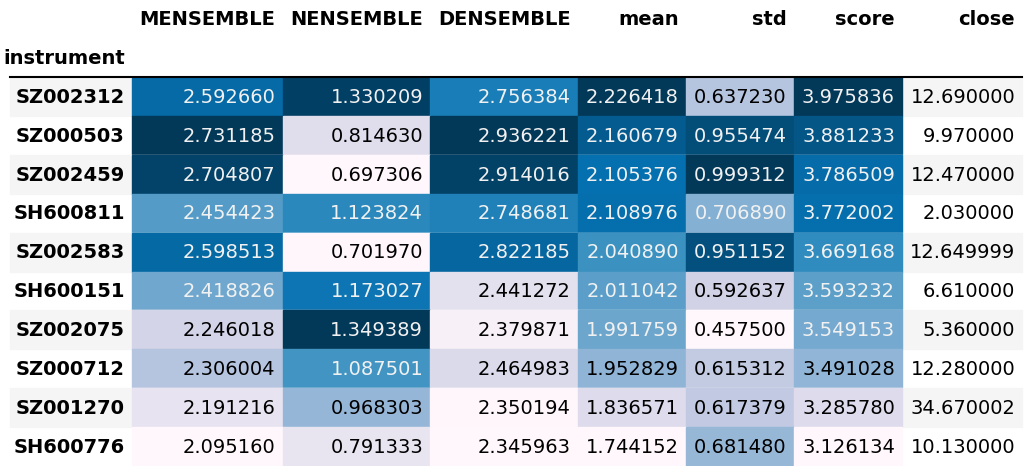 MENSEMBLE NENSEMBLE DENSEMBLE mean std score close
instrument
SZ002312 2.592660 1.330209 2.756384 2.226418 0.637230 3.975836 12.690000
SZ000503 2.731185 0.814630 2.936221 2.160679 0.955474 3.881233 9.970000
SZ002459 2.704807 0.697306 2.914016 2.105376 0.999312 3.786509 12.470000
SH600811 2.454423 1.123824 2.748681 2.108976 0.706890 3.772002 2.030000
SZ002583 2.598513 0.701970 2.822185 2.040890 0.951152 3.669168 12.649999
SH600151 2.418826 1.173027 2.441272 2.011042 0.592637 3.593232 6.610000
SZ002075 2.246018 1.349389 2.379871 1.991759 0.457500 3.549153 5.360000
SZ000712 2.306004 1.087501 2.464983 1.952829 0.615312 3.491028 12.280000
SZ001270 2.191216 0.968303 2.350194 1.836571 0.617379 3.285780 34.670002
SH600776 2.095160 0.791333 2.345963 1.744152 0.681480 3.126134 10.130000